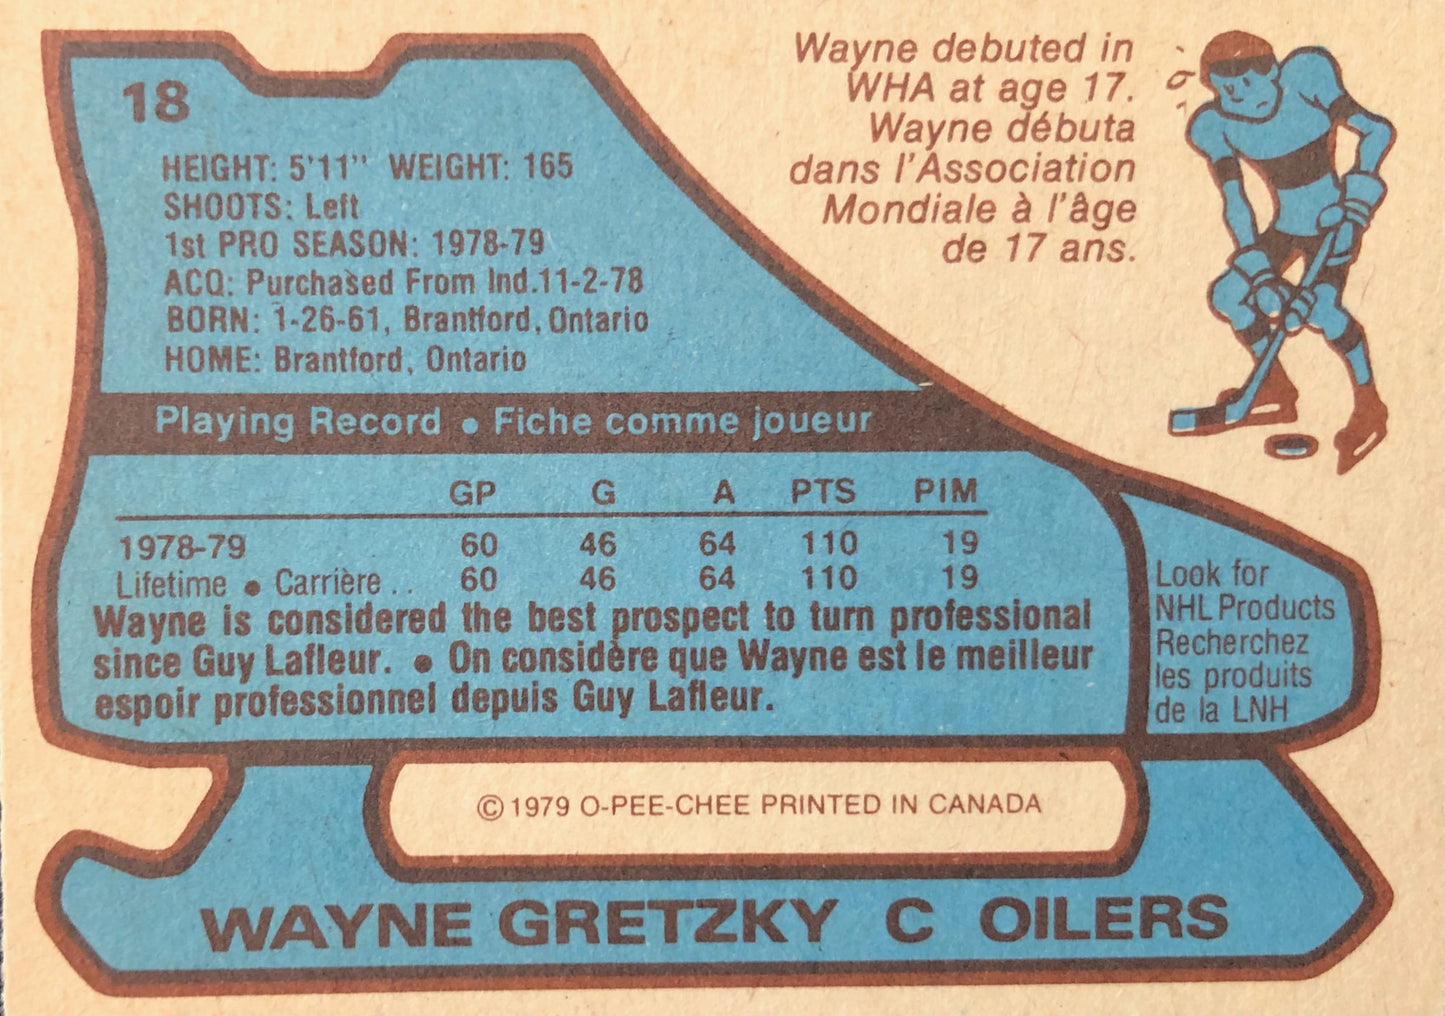 18
HEIGHT: 5'11" WEIGHT: 165
SHOOTS: Left
1st PRO SEASON: 1978-79
ACQ: Purchased From Ind.11-2-78
BORN: 1-26-61, Brantford, Ontario
HOME: Brantford, Ontario
Wayne debuted in
WHA at age 17.
Wayne débuta
dans l'Association
Mondiale à l'âge
de 17 ans.
Playing Record • Fiche comme joueur
GP G A PTS PIM
1978-79 60 46 64 110 19
Lifetime • Carrière .. 60 46 64 110 19
Wayne is considered the best prospect to turn professional
since Guy Lafleur. • On considère que Wayne est le meilleur
espoir professionnel depuis Guy Lafleur.
Look for
NHL Products
Recherchez
les produits
de la LNH
© 1979 O-PEE-CHEE PRINTED IN CANADA
WAYNE GRETZKY C OILERS